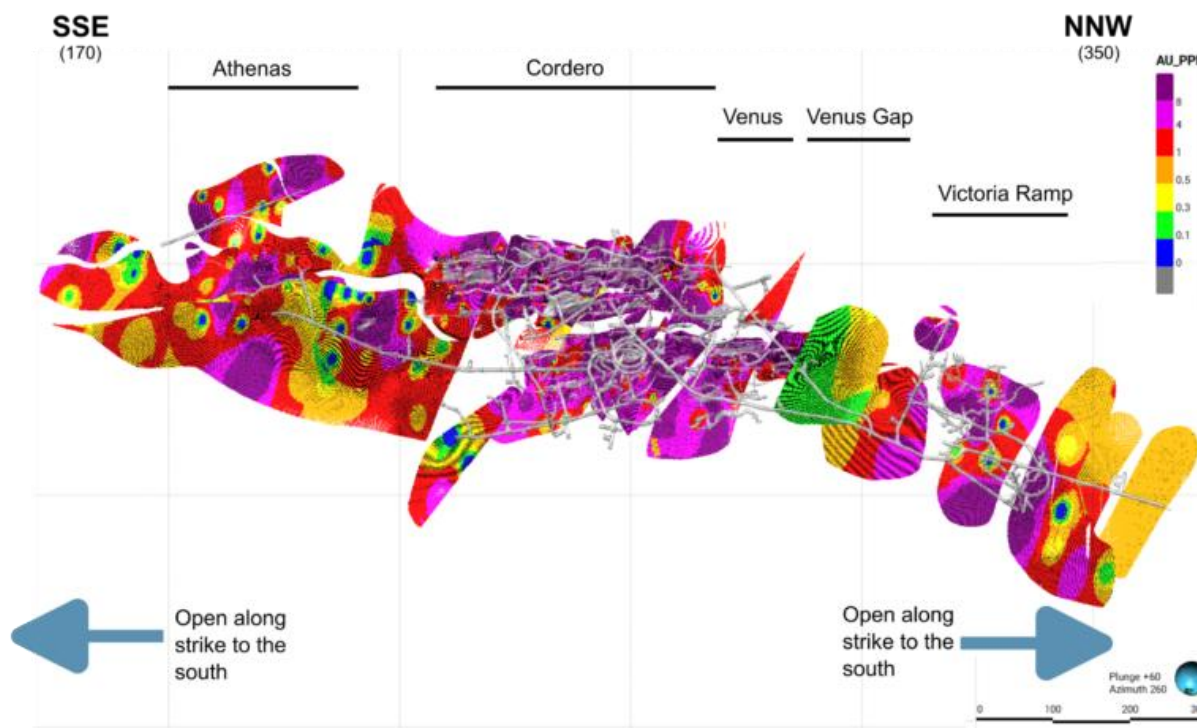 SSE
(170)
NNW
(350)
Athenas
Cordero
Venus
Venus Gap
Victoria Ramp
8
4
1
0.5
0.3
0.1
0
Open along
strike to the
south
Open along
strike to the
south
Plunge +60
Azimuth 260
0
100
200